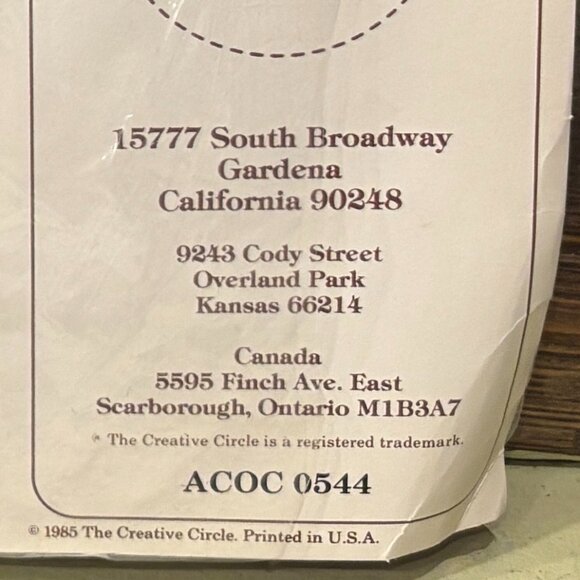 15777 South Broadway
Gardena
California 90248
9243 Cody Street
Overland Park
Kansas 66214
Canada
5595 Finch Ave. East
Scarborough, Ontario M1B3A7
* The Creative Circle is a registered trademark.
ACOC 0544
© 1985 The Creative Circle. Printed in U.S.A.